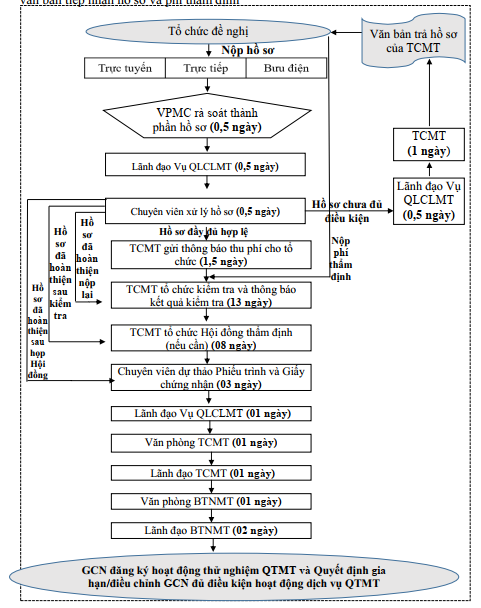 văn bản tiếp nhận hồ sơ và phí thẩm định
Tổ chức đề nghị
Văn bản trả hồ sơ
của TCMT
Nộp hồ sơ
Trực tuyến
Trực tiếp
Bưu điện
VPMC rà soát thành
phần hồ sơ (0,5 ngày)
TCMT
(1 ngày)
Lãnh đạo Vụ QLCLMT (0,5 ngày)
Lãnh đạo Vụ
QLCLMT
(0,5 ngày)
Chuyên viên xử lý hồ sơ (0,5 ngày)
Hồ sơ chưa đủ
điều kiện
Hồ sơ đầy đủ hợp lệ
TCMT gửi thông báo thu phí cho tổ
chức (1,5 ngày)
Nộp
phí
thẩm
định
TCMT tổ chức kiểm tra và thông báo
kết quả kiểm tra (13 ngày)
Hồ
sơ
đã
hoàn
thiện
nộp
lại
Hồ
sơ
đã
hoàn
thiện
sau
kiểm
tra
Hồ
sơ
đã
hoàn
thiện
sau
họp
Hội
đồng
TCMT tổ chức Hội đồng thẩm định
(nếu cần) (08 ngày)
Chuyên viên dự thảo Phiếu trình và Giấy
chứng nhận (03 ngày)
Lãnh đạo Vụ QLCLMT (01 ngày)
Văn phòng TCMT (01 ngày)
Lãnh đạo TCMT (01 ngày)
Văn phòng BTNMT (01 ngày)
Lãnh đạo BTNMT (02 ngày)
GCN đăng ký hoạt động thử nghiệm QTMT và Quyết định gia
hạn/điều chỉnh GCN đủ điều kiện hoạt động dịch vụ QTMT